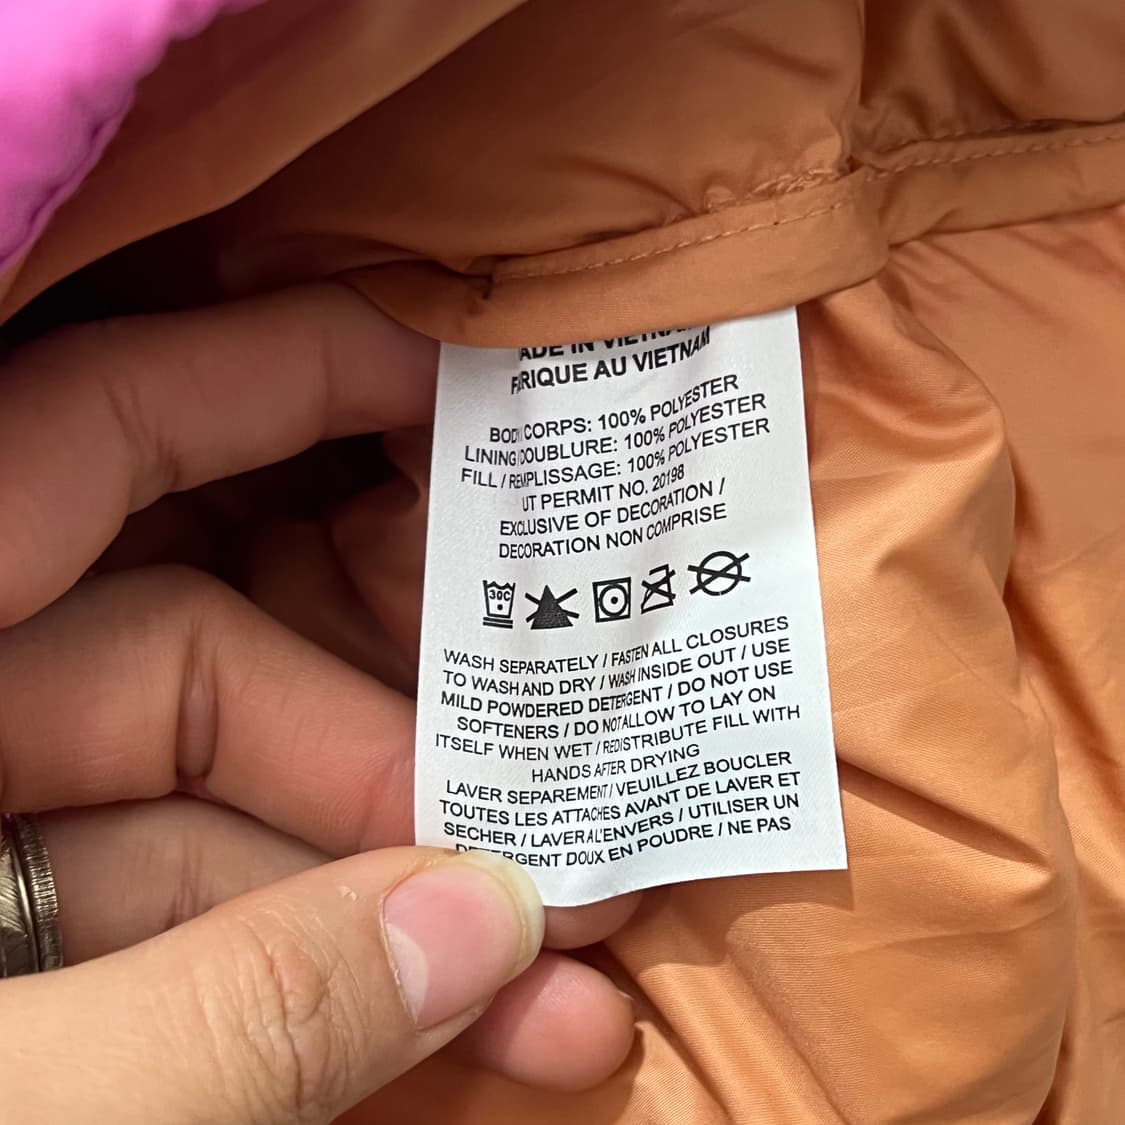 ADE IN VIETNA
FARIQUE AU VIETNAM
BODY/CORPS: 100% POLYESTER
LINING/DOUBLURE: 100% POLYESTER
FILL / REMPLISSAGE: 100% POLYESTER
UT PERMIT NO. 20198
EXCLUSIVE OF DECORATION /
DECORATION NON COMPRISE
30C
WASH SEPARATELY / FASTEN ALL CLOSURES
TO WASH AND DRY / WASH INSIDE OUT / USE
MILD POWDERED DETERGENT / DO NOT USE
SOFTENERS / DO NOT ALLOW TO LAY ON
ITSELF WHEN WET / REDISTRIBUTE FILL WITH
HANDS AFTER DRYING
LAVER SEPAREMENT / VEUILLEZ BOUCLER
TOUTES LES ATTACHES AVANT DE LAVER ET
SECHER / LAVER A L'ENVERS / UTILISER UN
DETERGENT DOUX EN POUDRE / NE PAS